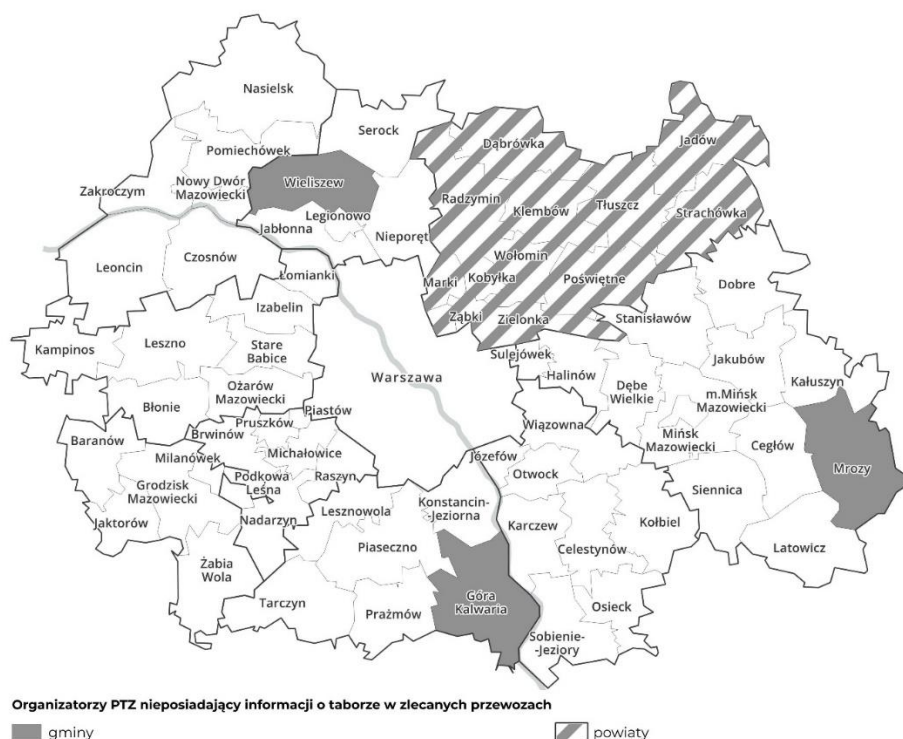 Nasielsk
Serock
Pomiechówek
Dąbrówka
Jadów
Zakroczym
Nowy Dwór
Mazowiecki
Wieliszew
Radzymin
Klembów
Tłuszcz
Strachówka
Legionowo
Jabłonna
Nieporęt
Leoncin
Czosnów
Łomianki
Wołomin
Marki
Kobyłka
Poświętne
Dobre
Izabelin
Ząbki
Zielonka
Stanisławów
Kampinos
Leszno
Stare
Babice
Sulejówek
Halinów
Jakubów
Warszawa
Dębe
Wielkie
Kałuszyn
Błonie
Ożarów
Mazowiecki
m.Mińsk
Mazowiecki
Piastów
Pruszków
Wiązowna
Baranów
Brwinów
Mińsk
Mazowiecki
Cegłów
Milanówek
Michałowice
Józefów
Mrozy
Grodzisk
Mazowiecki
Podkowa
Leśna
Raszyn
Otwock
Siennica
Konstancin-
Jeziorna
Jaktorów
Nadarzyn
Lesznowola
Karczew
Kołbiel
Piaseczno
Celestynów
Latowicz
Żabia
Wola
Góra
Kalwaria
Tarczyn
Prażmów
Osieck
Sobienie-
-Jeziory
Organizatorzy PTZ nieposiadający informacji o taborze w zlecanych przewozach
gminy
powiaty